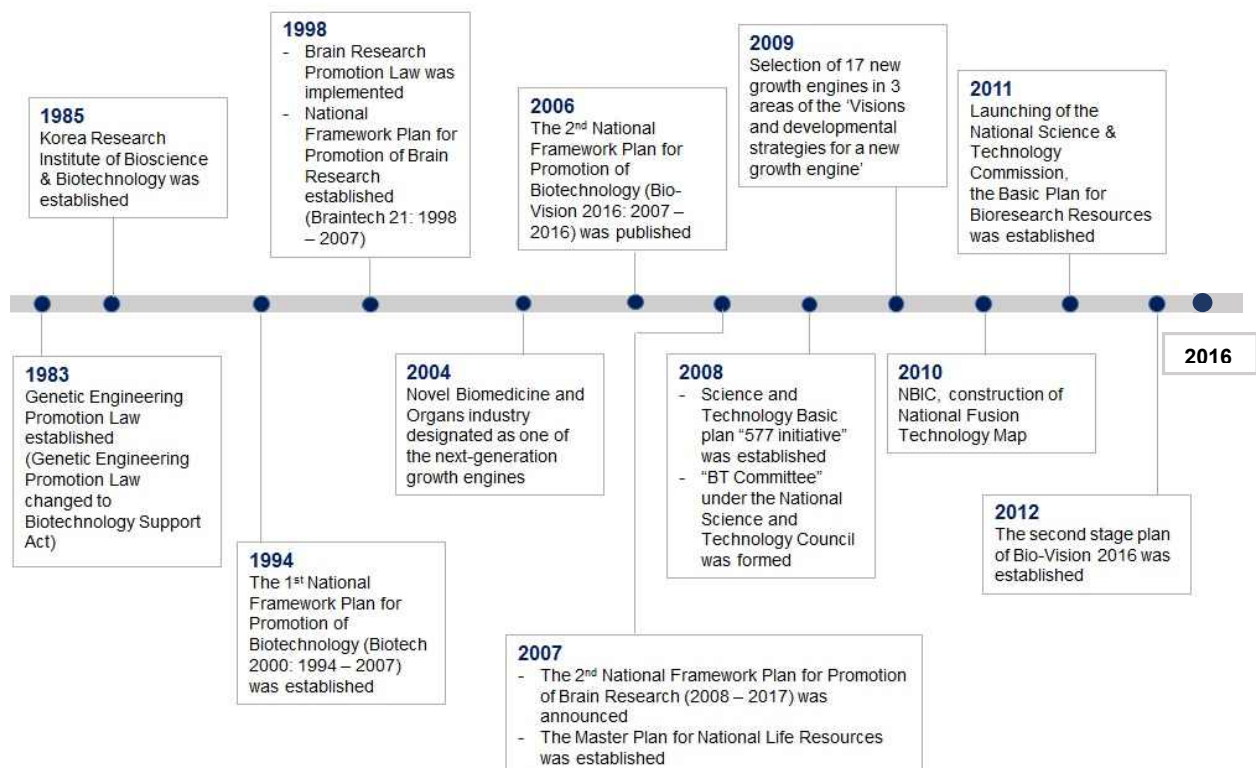 1998
- Brain Research
Promotion Law was
implemented
- National
Framework Plan for
Promotion of Brain
Research
established
(Braintech 21: 1998
– 2007)
2009
Selection of 17 new
growth engines in 3
areas of the ‘Visions
and developmental
strategies for a new
growth engine’
1985
Korea Research
Institute of Bioscience
& Biotechnology was
established
2006
The 2nd National
Framework Plan for
Promotion of
Biotechnology (Bio-
Vision 2016: 2007 –
2016) was published
2011
Launching of the
National Science &
Technology
Commission,
the Basic Plan for
Bioresearch Resources
was established
2016
1983
Genetic Engineering
Promotion Law
established
(Genetic Engineering
Promotion Law
changed to
Biotechnology Support
Act)
2004
Novel Biomedicine and
Organs industry
designated as one of
the next-generation
growth engines
2008
- Science and
Technology Basic
plan “577 initiative”
was established
- “BT Committee”
under the National
Science and
Technology Council
was formed
2010
NBIC, construction of
National Fusion
Technology Map
1994
The 1st National
Framework Plan for
Promotion of
Biotechnology (Biotech
2000: 1994 – 2007)
was established
2012
The second stage plan
of Bio-Vision 2016 was
established
2007
- The 2nd National Framework Plan for Promotion
of Brain Research (2008 – 2017) was
announced
- The Master Plan for National Life Resources
was established